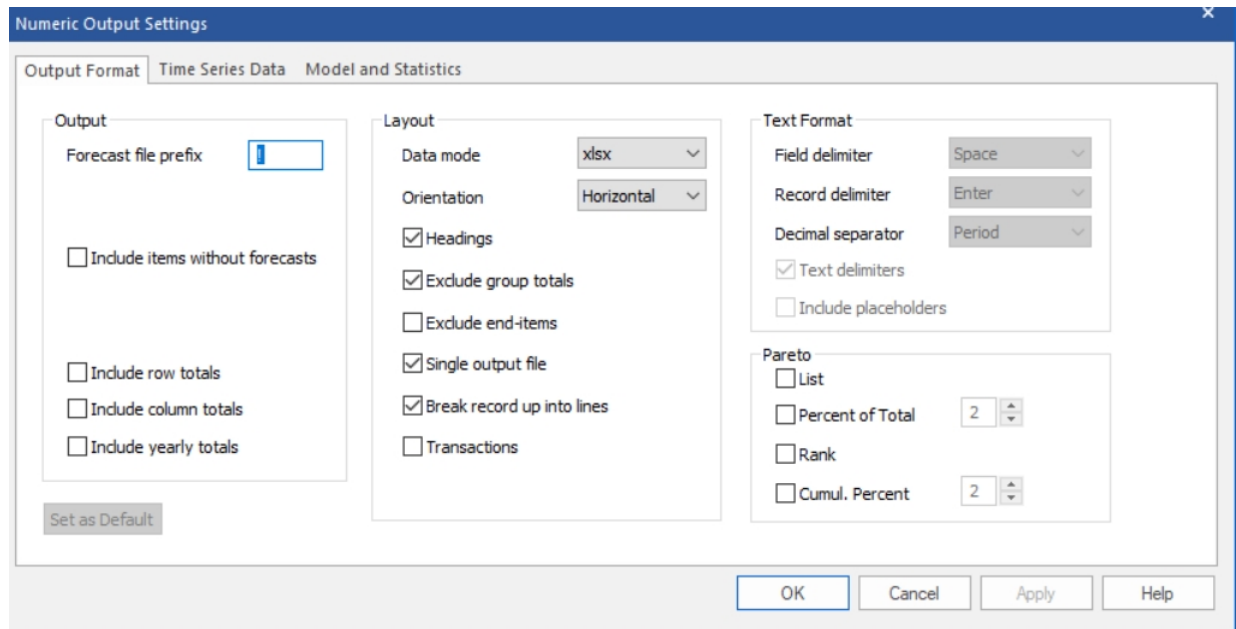 Numeric Output Settings
×
Output Format Time Series Data Model and Statistics
Output
Forecast file prefix !
Include items without forecasts
Include row totals
Include column totals
Include yearly totals
Set as Default
Layout
Data mode xlsx
Orientation Horizontal
Headings
Exclude group totals
Exclude end-items
Single output file
Break record up into lines
Transactions
Text Format
Field delimiter Space
Record delimiter Enter
Decimal separator Period
Text delimiters
Include placeholders
Pareto
List
Percent of Total 2
Rank
Cumul. Percent 2
OK Cancel Apply Help